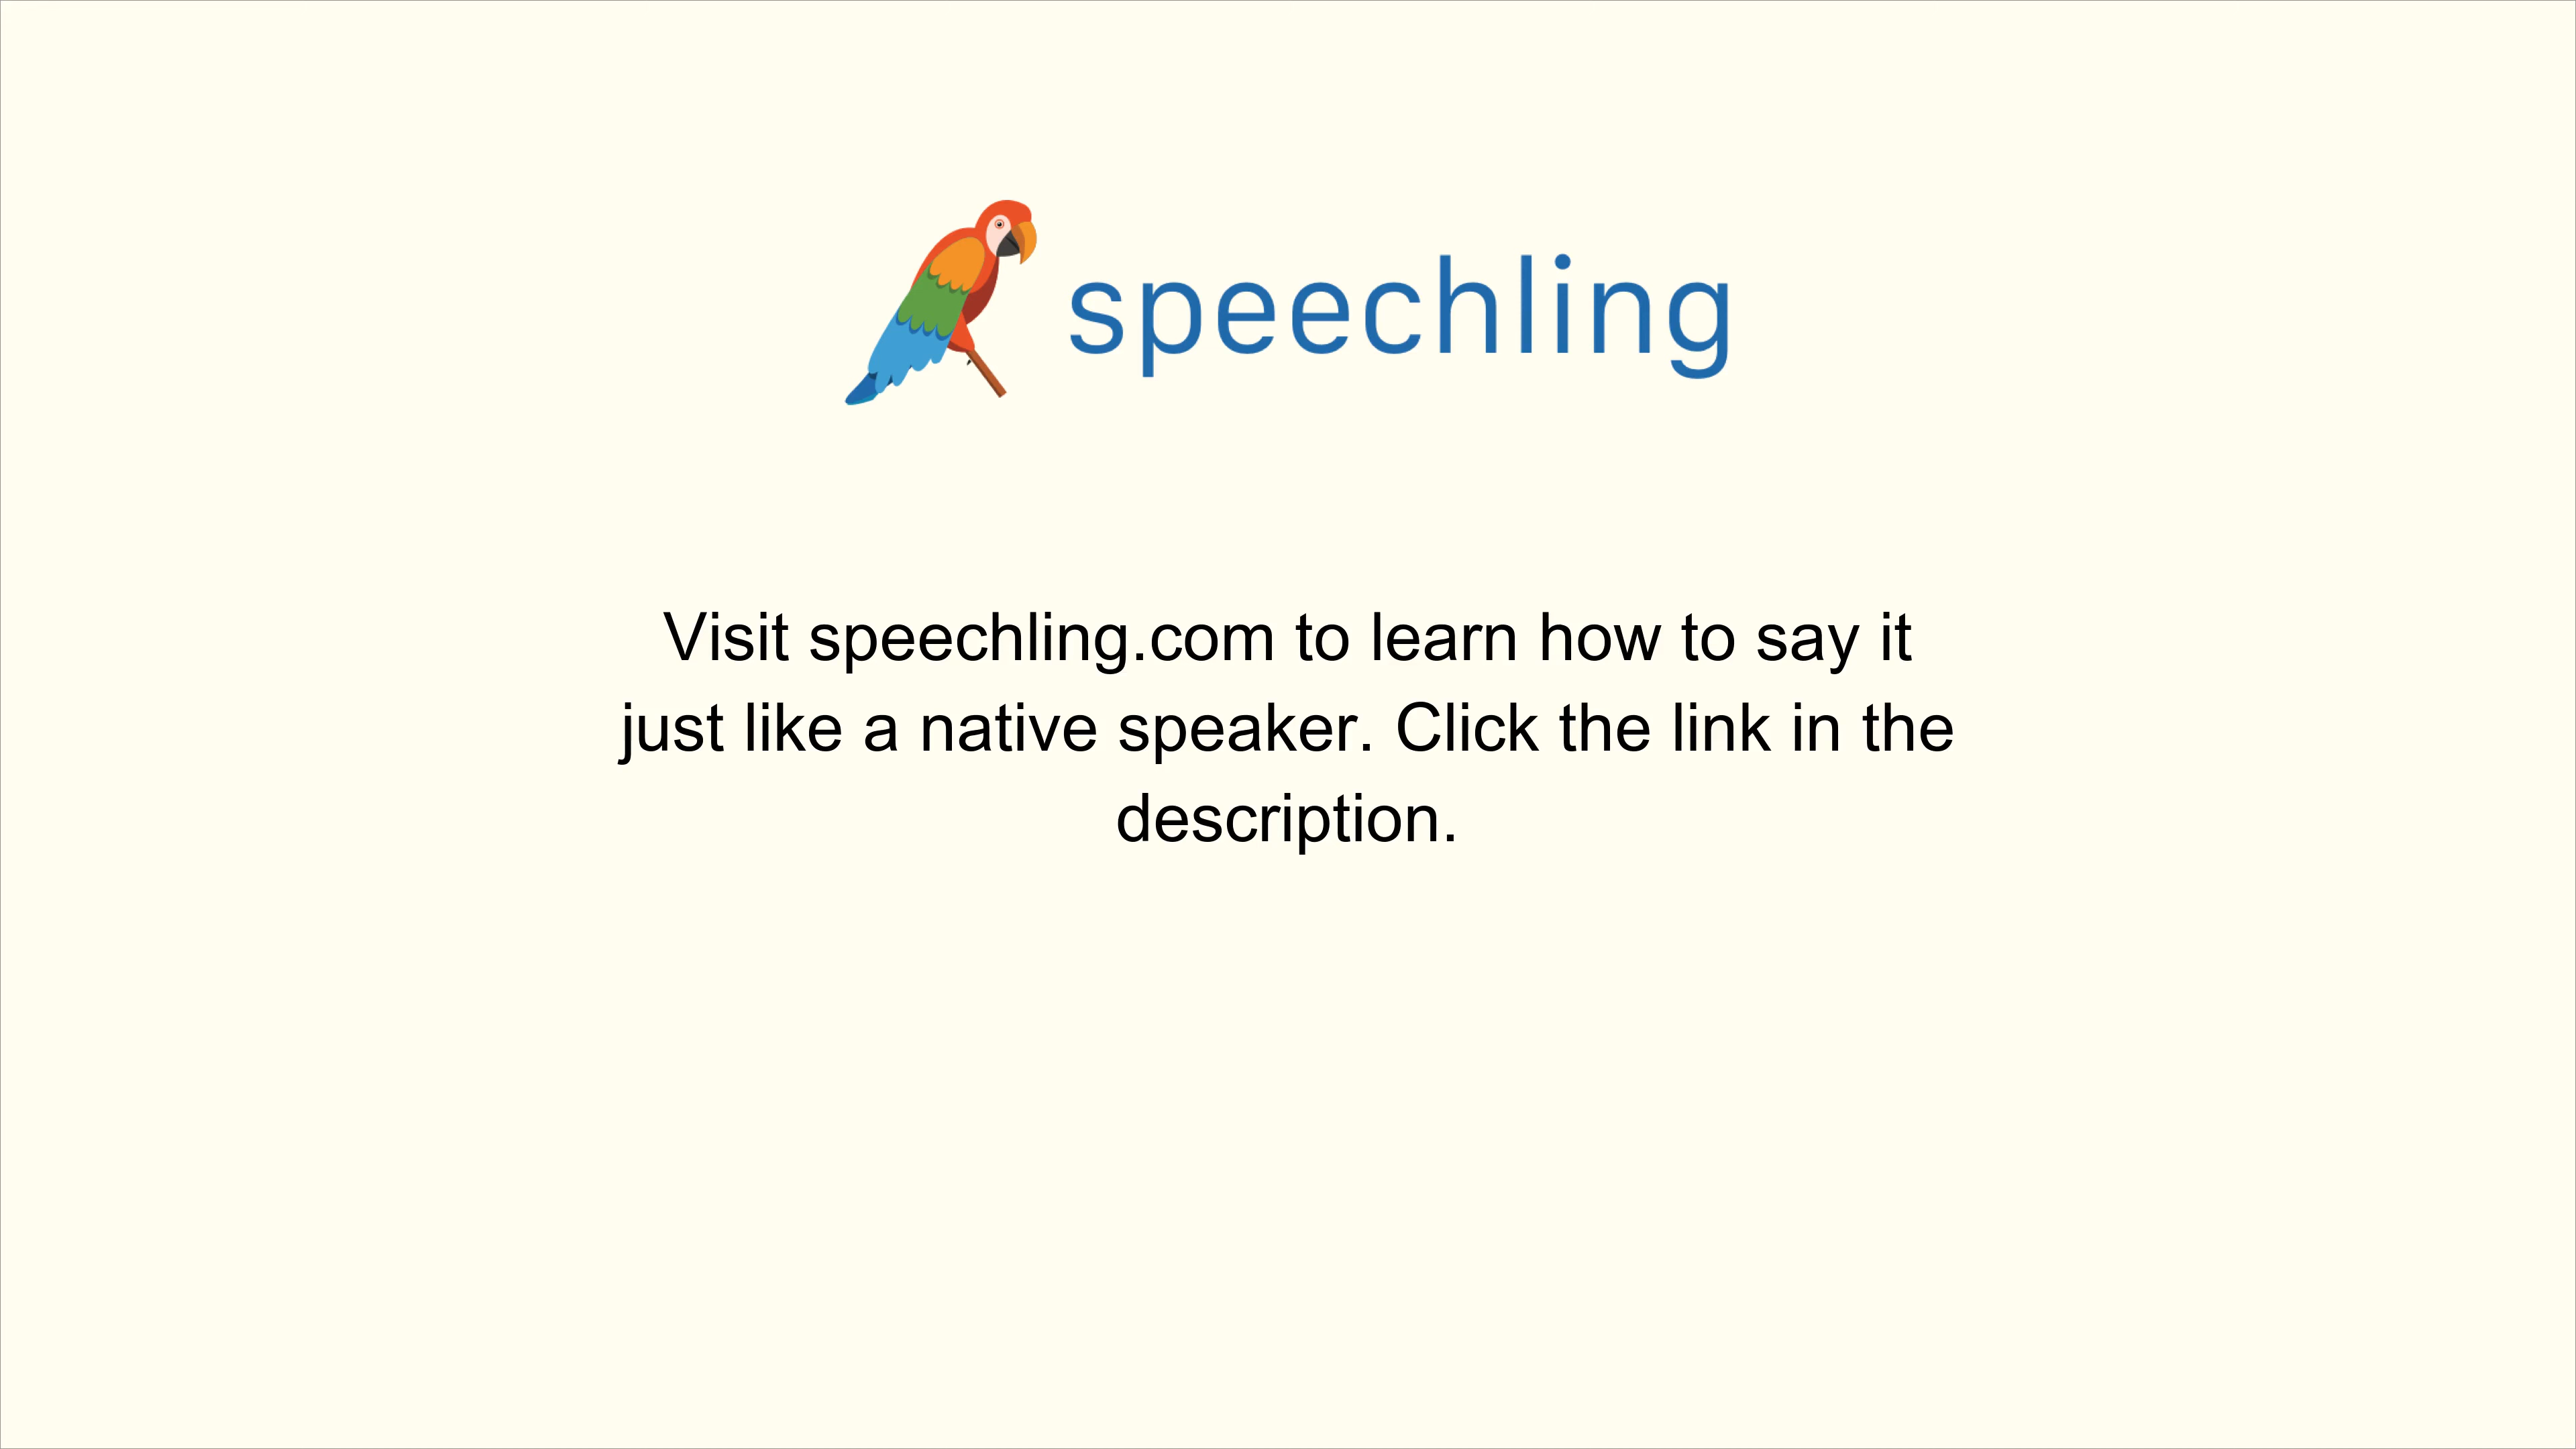 speechling
Visit speechling.com to learn how to say it
just like a native speaker. Click the link in the
description.